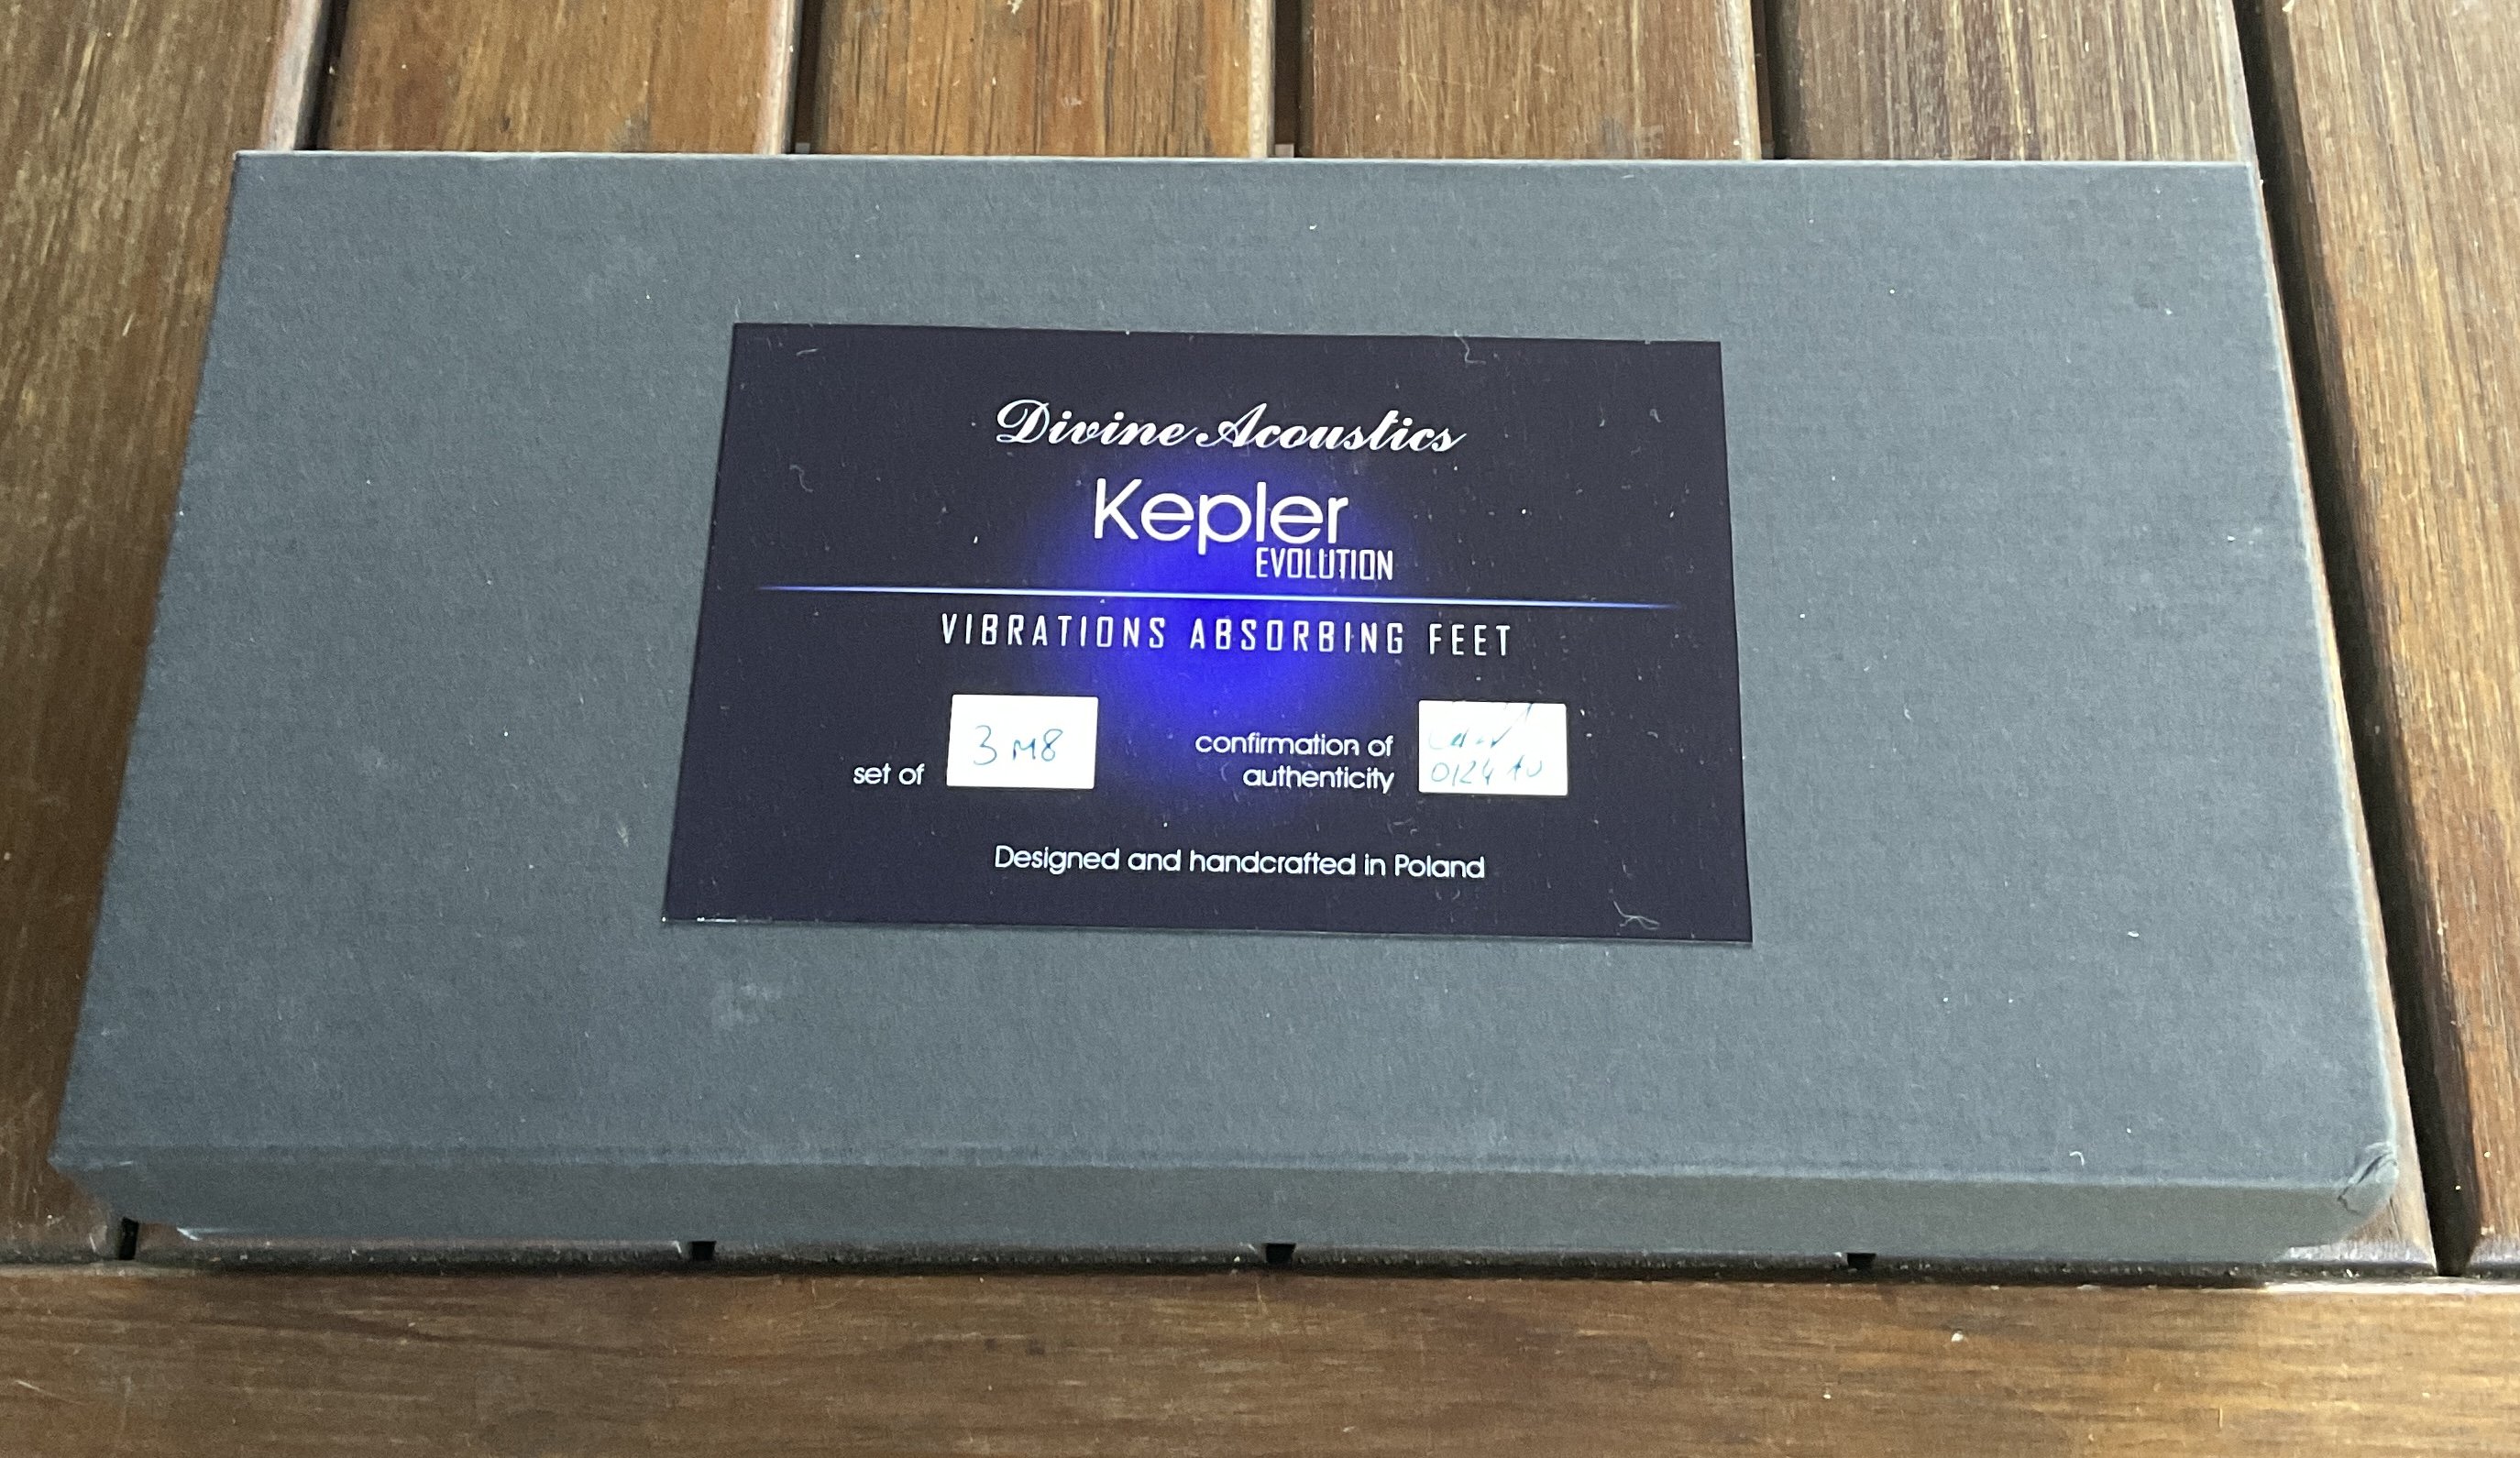 Divine Acoustics
Kepler
EVOLUTION
VIBRATIONS ABSORBING FEET
set of 3 M8
confirmation of
authenticity
Designed and handcrafted in Poland